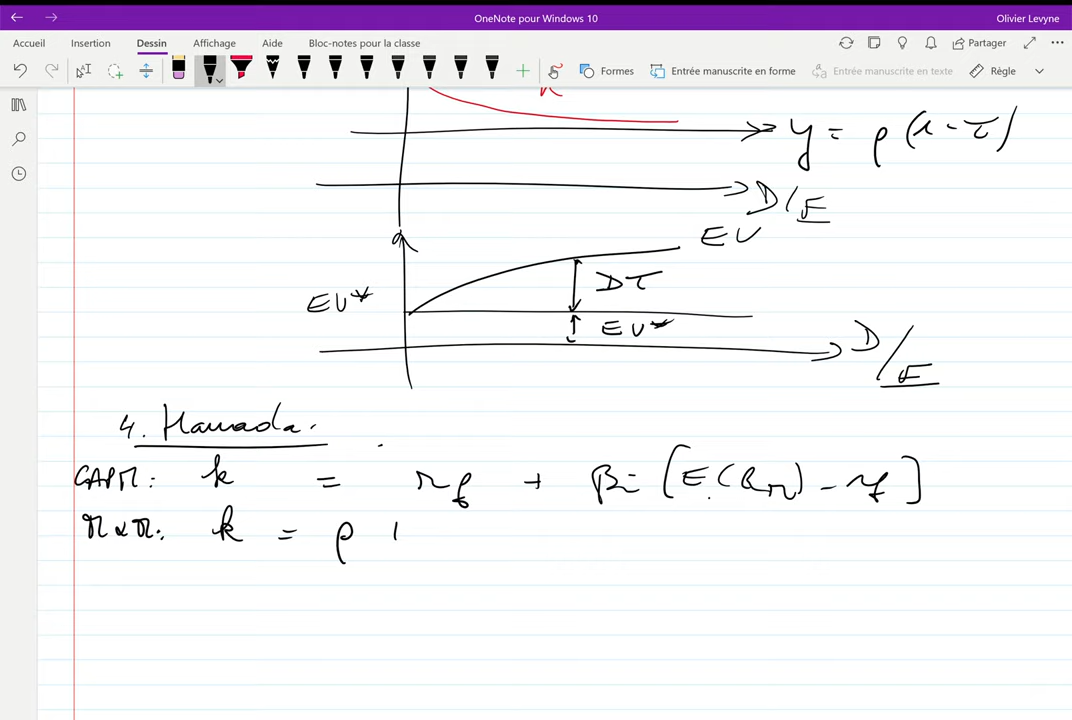 OneNote pour Windows 10
Olivier Levyne
Accueil Insertion Dessin Affichage Aide Bloc-notes pour la classe
Partager
Formes
Entrée manuscrite en forme
Entrée manuscrite en texte
Règle
k
y = ρ(1-τ)
D/E
EV
EV*
Dτ
EV*
D/E
4. Hamada.
CAPM: k = rf + βi [E(RM) - rf]
M&M: k = ρ